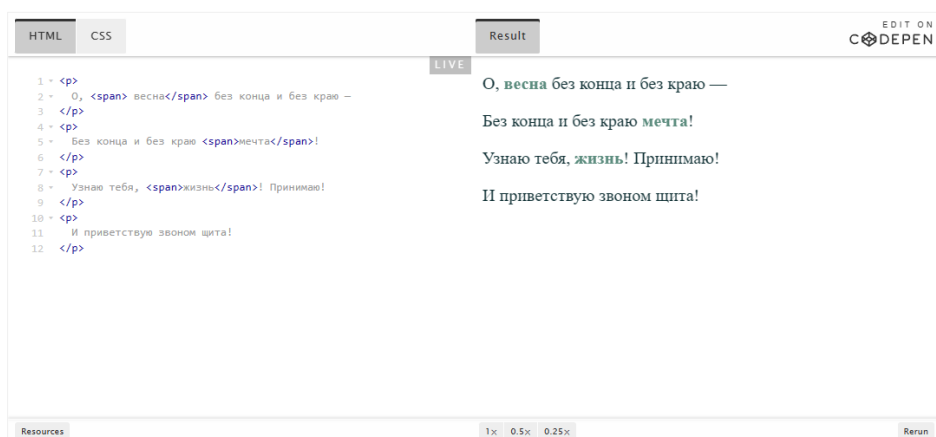 HTML CSS Result EDIT ON
CODEPEN
LIVE
1 <p>
2 О, <span> весна</span> без конца и без краю —
3 </p>
4 <p>
5 Без конца и без краю <span>мечта</span>!
6 </p>
7 <p>
8 Узнаю тебя, <span>жизнь</span>! Принимаю!
9 </p>
10 <p>
11 И приветствую звоном щита!
12 </p>
О, весна без конца и без краю —
Без конца и без краю мечта!
Узнаю тебя, жизнь! Принимаю!
И приветствую звоном щита!
Resources 1× 0.5× 0.25× Rerun